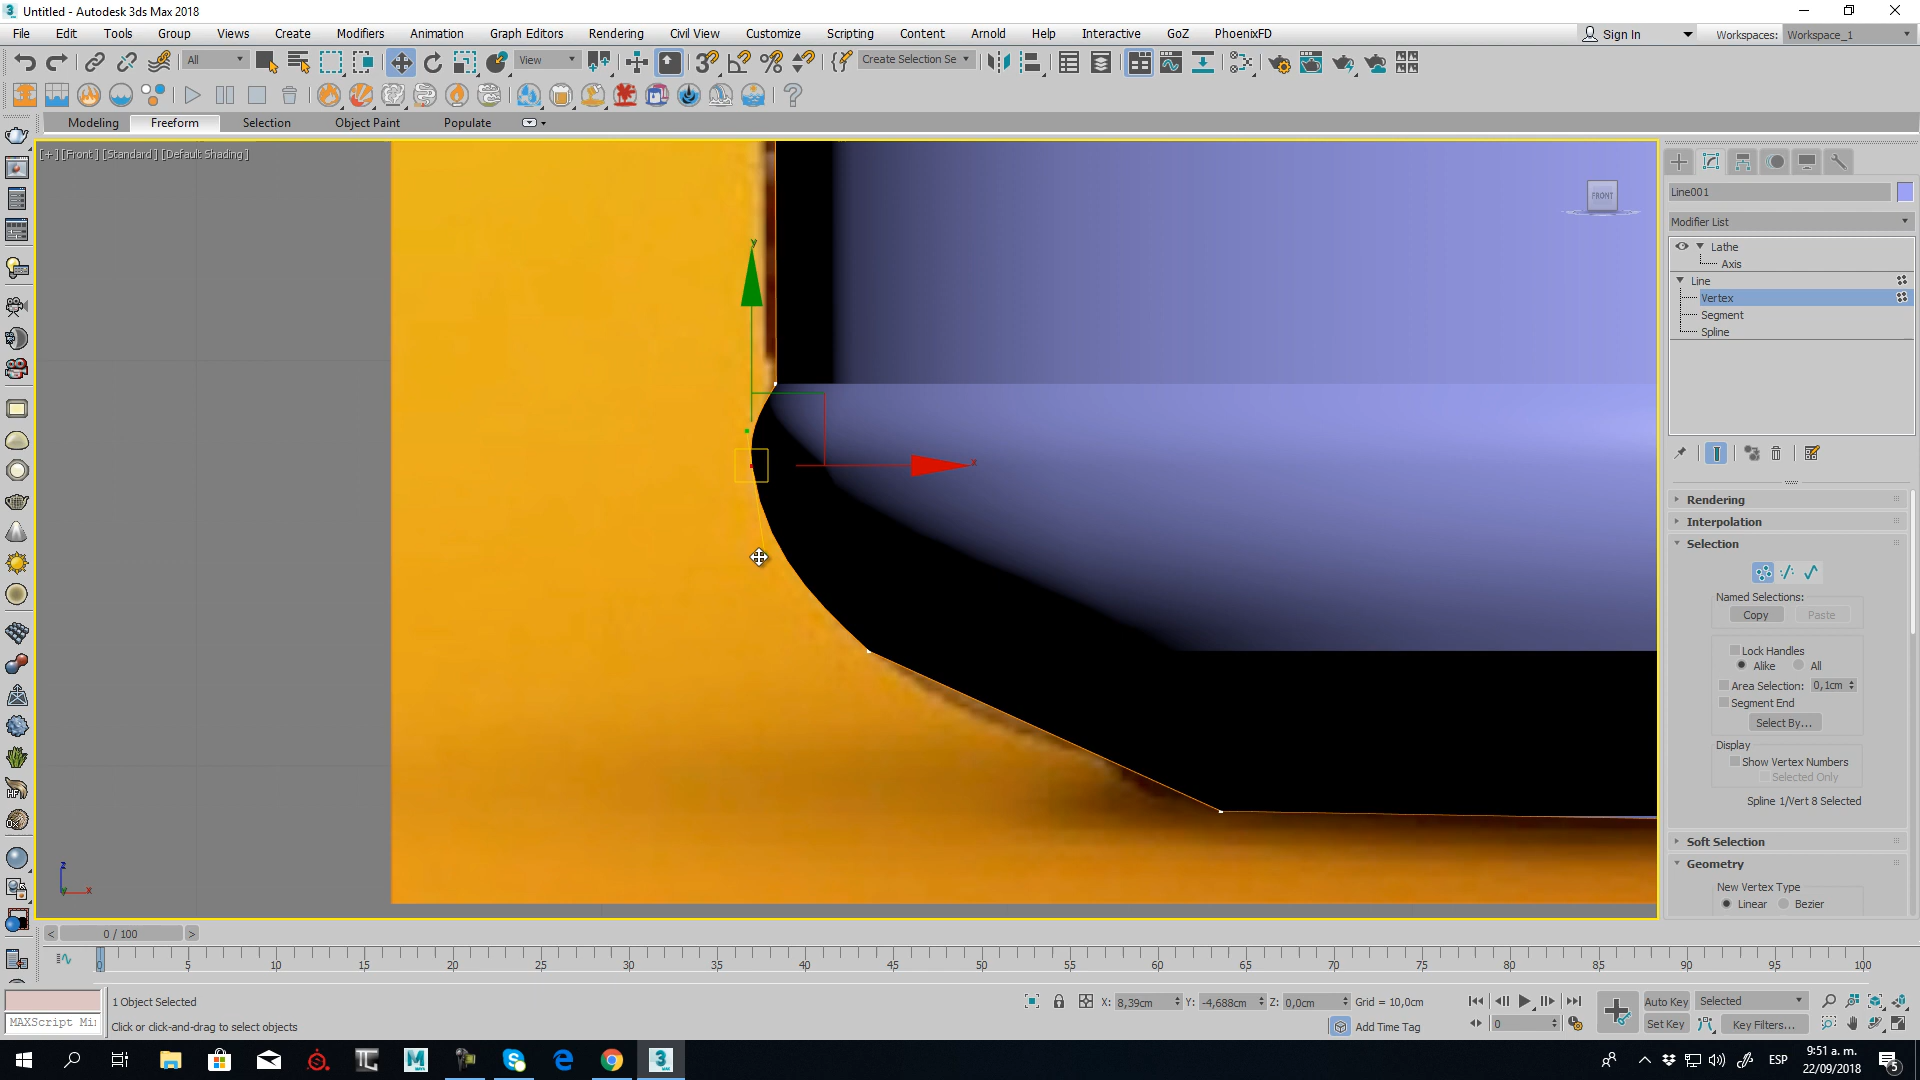 Untitled - Autodesk 3ds Max 2018
File Edit Tools Group Views Create Modifiers Animation Graph Editors Rendering Civil View Customize Scripting Content Arnold Help Interactive GoZ PhoenixFD
Sign In Workspaces: Workspace_1
All View Create Selection Se
Modeling Freeform Selection Object Paint Populate
[+] [Front] [Standard] [Default Shading]
FRONT
y
x
z
x
y
Line001
Modifier List
Lathe
Axis
Line
Vertex
Segment
Spline
Rendering
Interpolation
Selection
Named Selections:
Copy Paste
Lock Handles
Alike All
Area Selection: 0,1cm
Segment End
Select By...
Display
Show Vertex Numbers
Selected Only
Spline 1/Vert 8 Selected
Soft Selection
Geometry
New Vertex Type
Linear Bezier
< 0 / 100 >
0 5 10 15 20 25 30 35 40 45 50 55 60 65 70 75 80 85 90 95 100
1 Object Selected
X: 8,39cm Y: -4,688cm Z: 0,0cm Grid = 10,0cm
Auto Key Selected
MAXScript Mi
Click or click-and-drag to select objects
Add Time Tag
0
Set Key Key Filters...
ESP
9:51 a. m.
22/09/2018
5